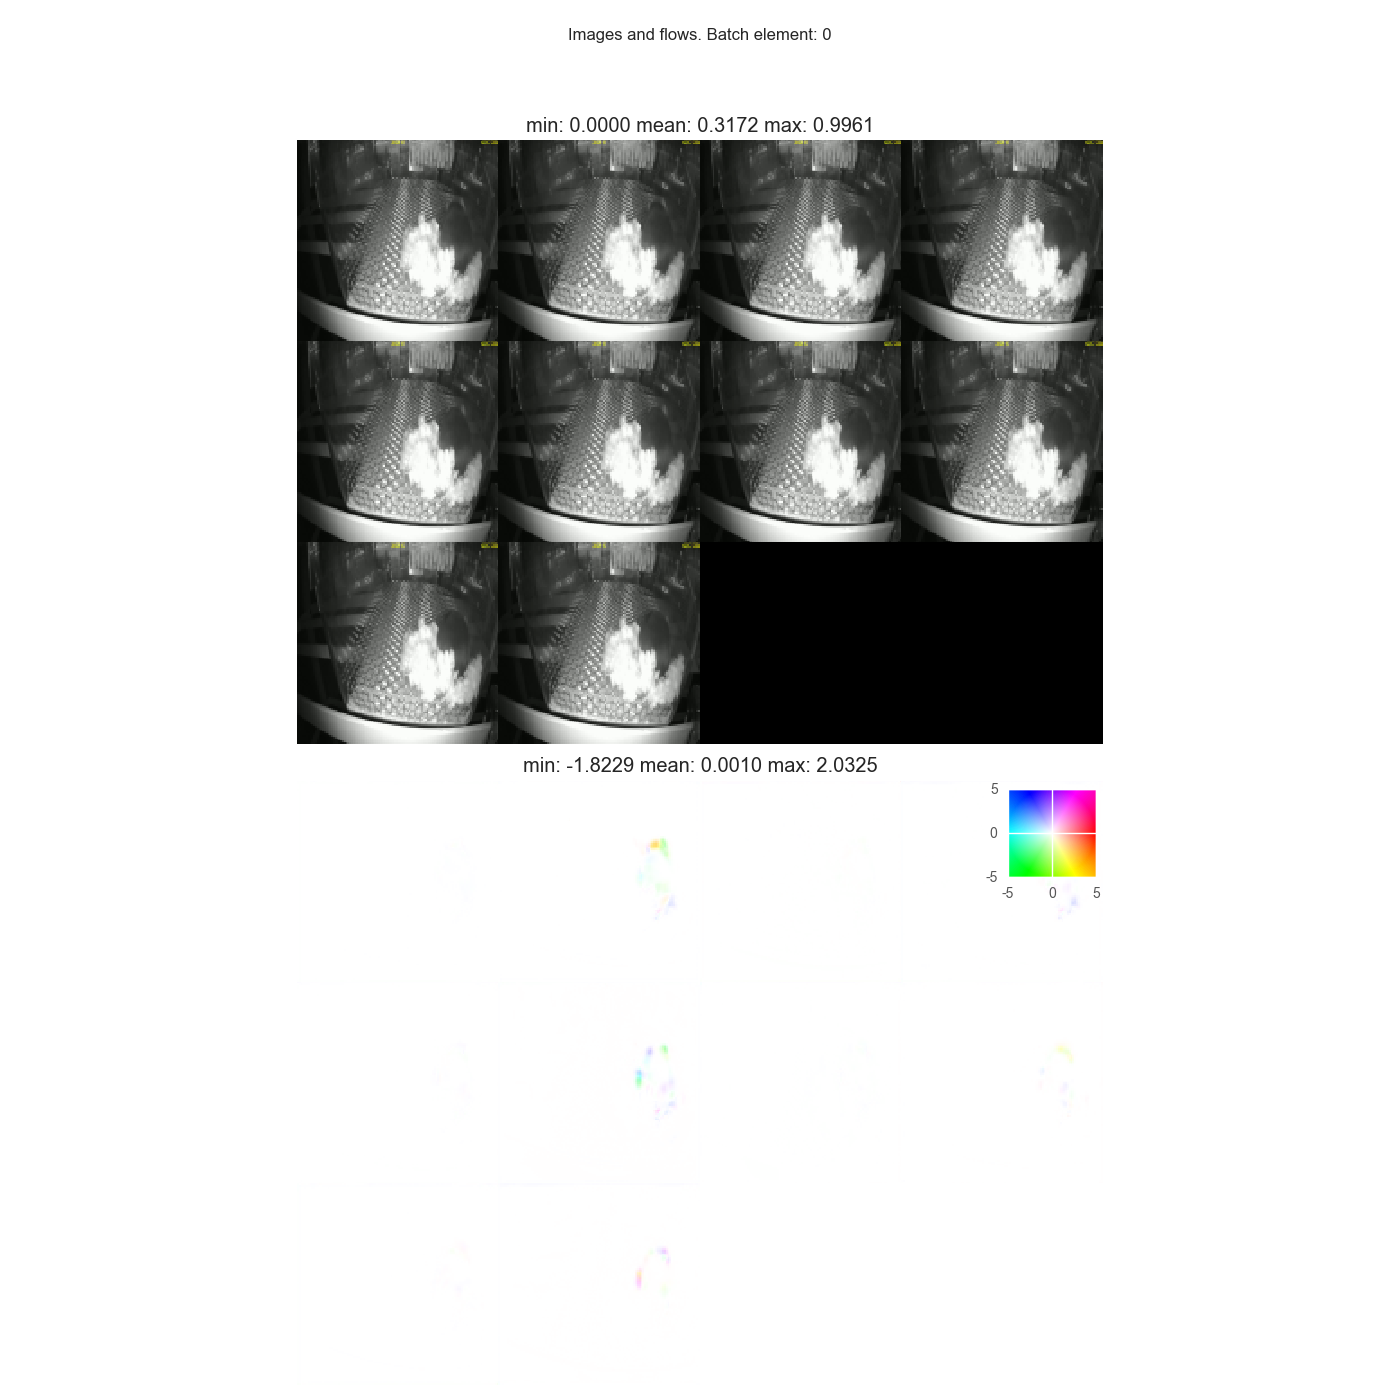 Images and flows. Batch element: 0
min: 0.0000 mean: 0.3172 max: 0.9961
min: -1.8229 mean: 0.0010 max: 2.0325
5
0
-5
-5 0 5